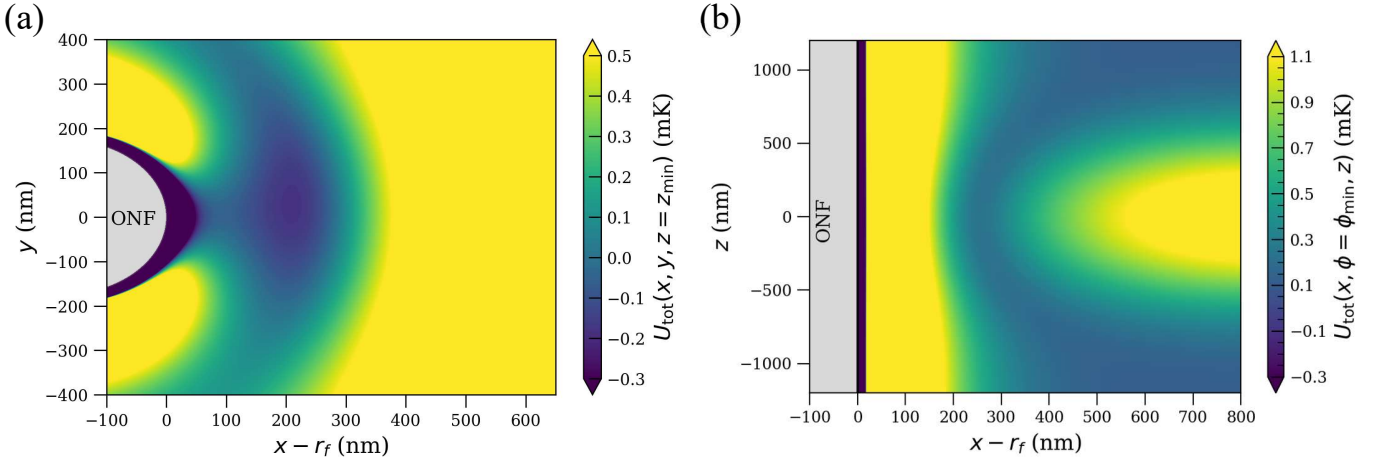 (a)
400
300
200
100
0
−100
−200
−300
−400
y (nm)
ONF
−100 0 100 200 300 400 500 600
x − r_f (nm)
0.5
0.4
0.3
0.2
0.1
0.0
−0.1
−0.2
−0.3
U_tot(x, y, z = z_min) (mK)
(b)
1000
500
0
−500
−1000
z (nm)
ONF
−100 0 100 200 300 400 500 600 700 800
x − r_f (nm)
1.1
0.9
0.7
0.5
0.3
0.1
−0.1
−0.3
U_tot(x, ϕ = ϕ_min, z) (mK)